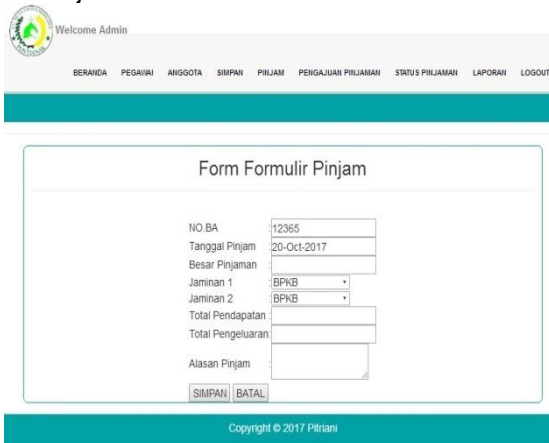 Welcome Admin
BERANDA PEGAWAI ANGGOTA SIMPAN PINJAM PENGAJUAN PINJAMAN STATUS PINJAMAN LAPORAN LOGOUT
Form Formulir Pinjam
NO.BA :12365
Tanggal Pinjam :20-Oct-2017
Besar Pinjaman :
Jaminan 1 :BPKB
Jaminan 2 :BPKB
Total Pendapatan :
Total Pengeluaran:
Alasan Pinjam :
SIMPAN BATAL
Copyright © 2017 Pitriani